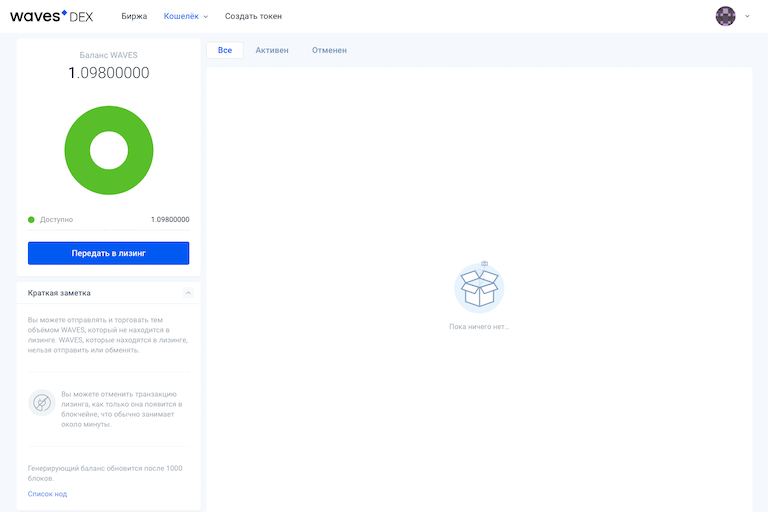 waves DEX Биржа Кошелёк Создать токен
Баланс WAVES
1.09800000
Доступно 1.09800000
Передать в лизинг
Краткая заметка
Вы можете отправлять и торговать тем
объёмом WAVES, который не находится в
лизинге. WAVES, которые находятся в лизинге,
нельзя отправить или обменять.
Вы можете отменить транзакцию
лизинга, как только она появится в
блокчейне, что обычно занимает
около минуты.
Генерирующий баланс обновится после 1000
блоков.
Список нод
Все Активен Отменен
Пока ничего нет...